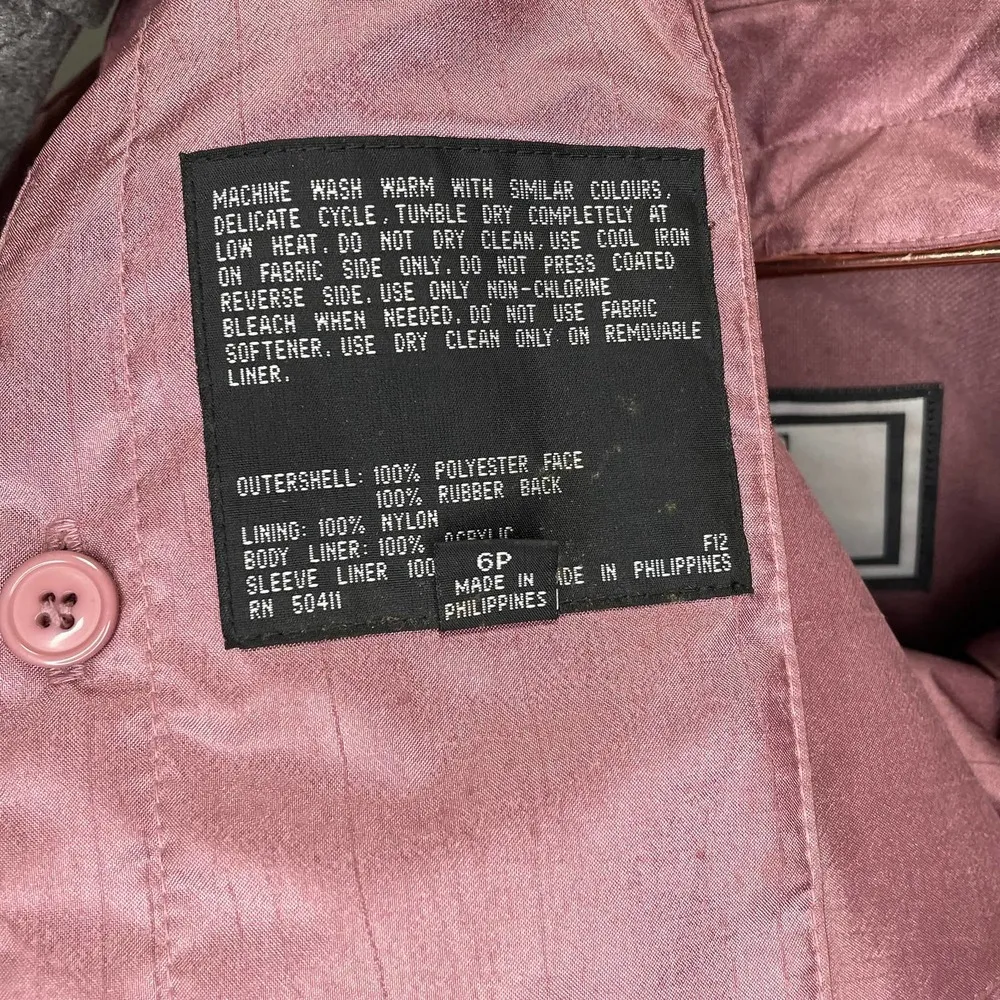 MACHINE WASH WARM WITH SIMILAR COLOURS.
DELICATE CYCLE. TUMBLE DRY COMPLETELY AT
LOW HEAT. DO NOT DRY CLEAN. USE COOL IRON
ON FABRIC SIDE ONLY. DO NOT PRESS COATED
REVERSE SIDE. USE ONLY NON-CHLORINE
BLEACH WHEN NEEDED. DO NOT USE FABRIC
SOFTENER. USE DRY CLEAN ONLY ON REMOVABLE
LINER.
OUTERSHELL: 100% POLYESTER FACE
100% RUBBER BACK
LINING: 100% NYLON
BODY LINER: 100% ACRYLIC
SLEEVE LINER 100
RN 50411
F12
DE IN PHILIPPINES
6P
MADE IN
PHILIPPINES